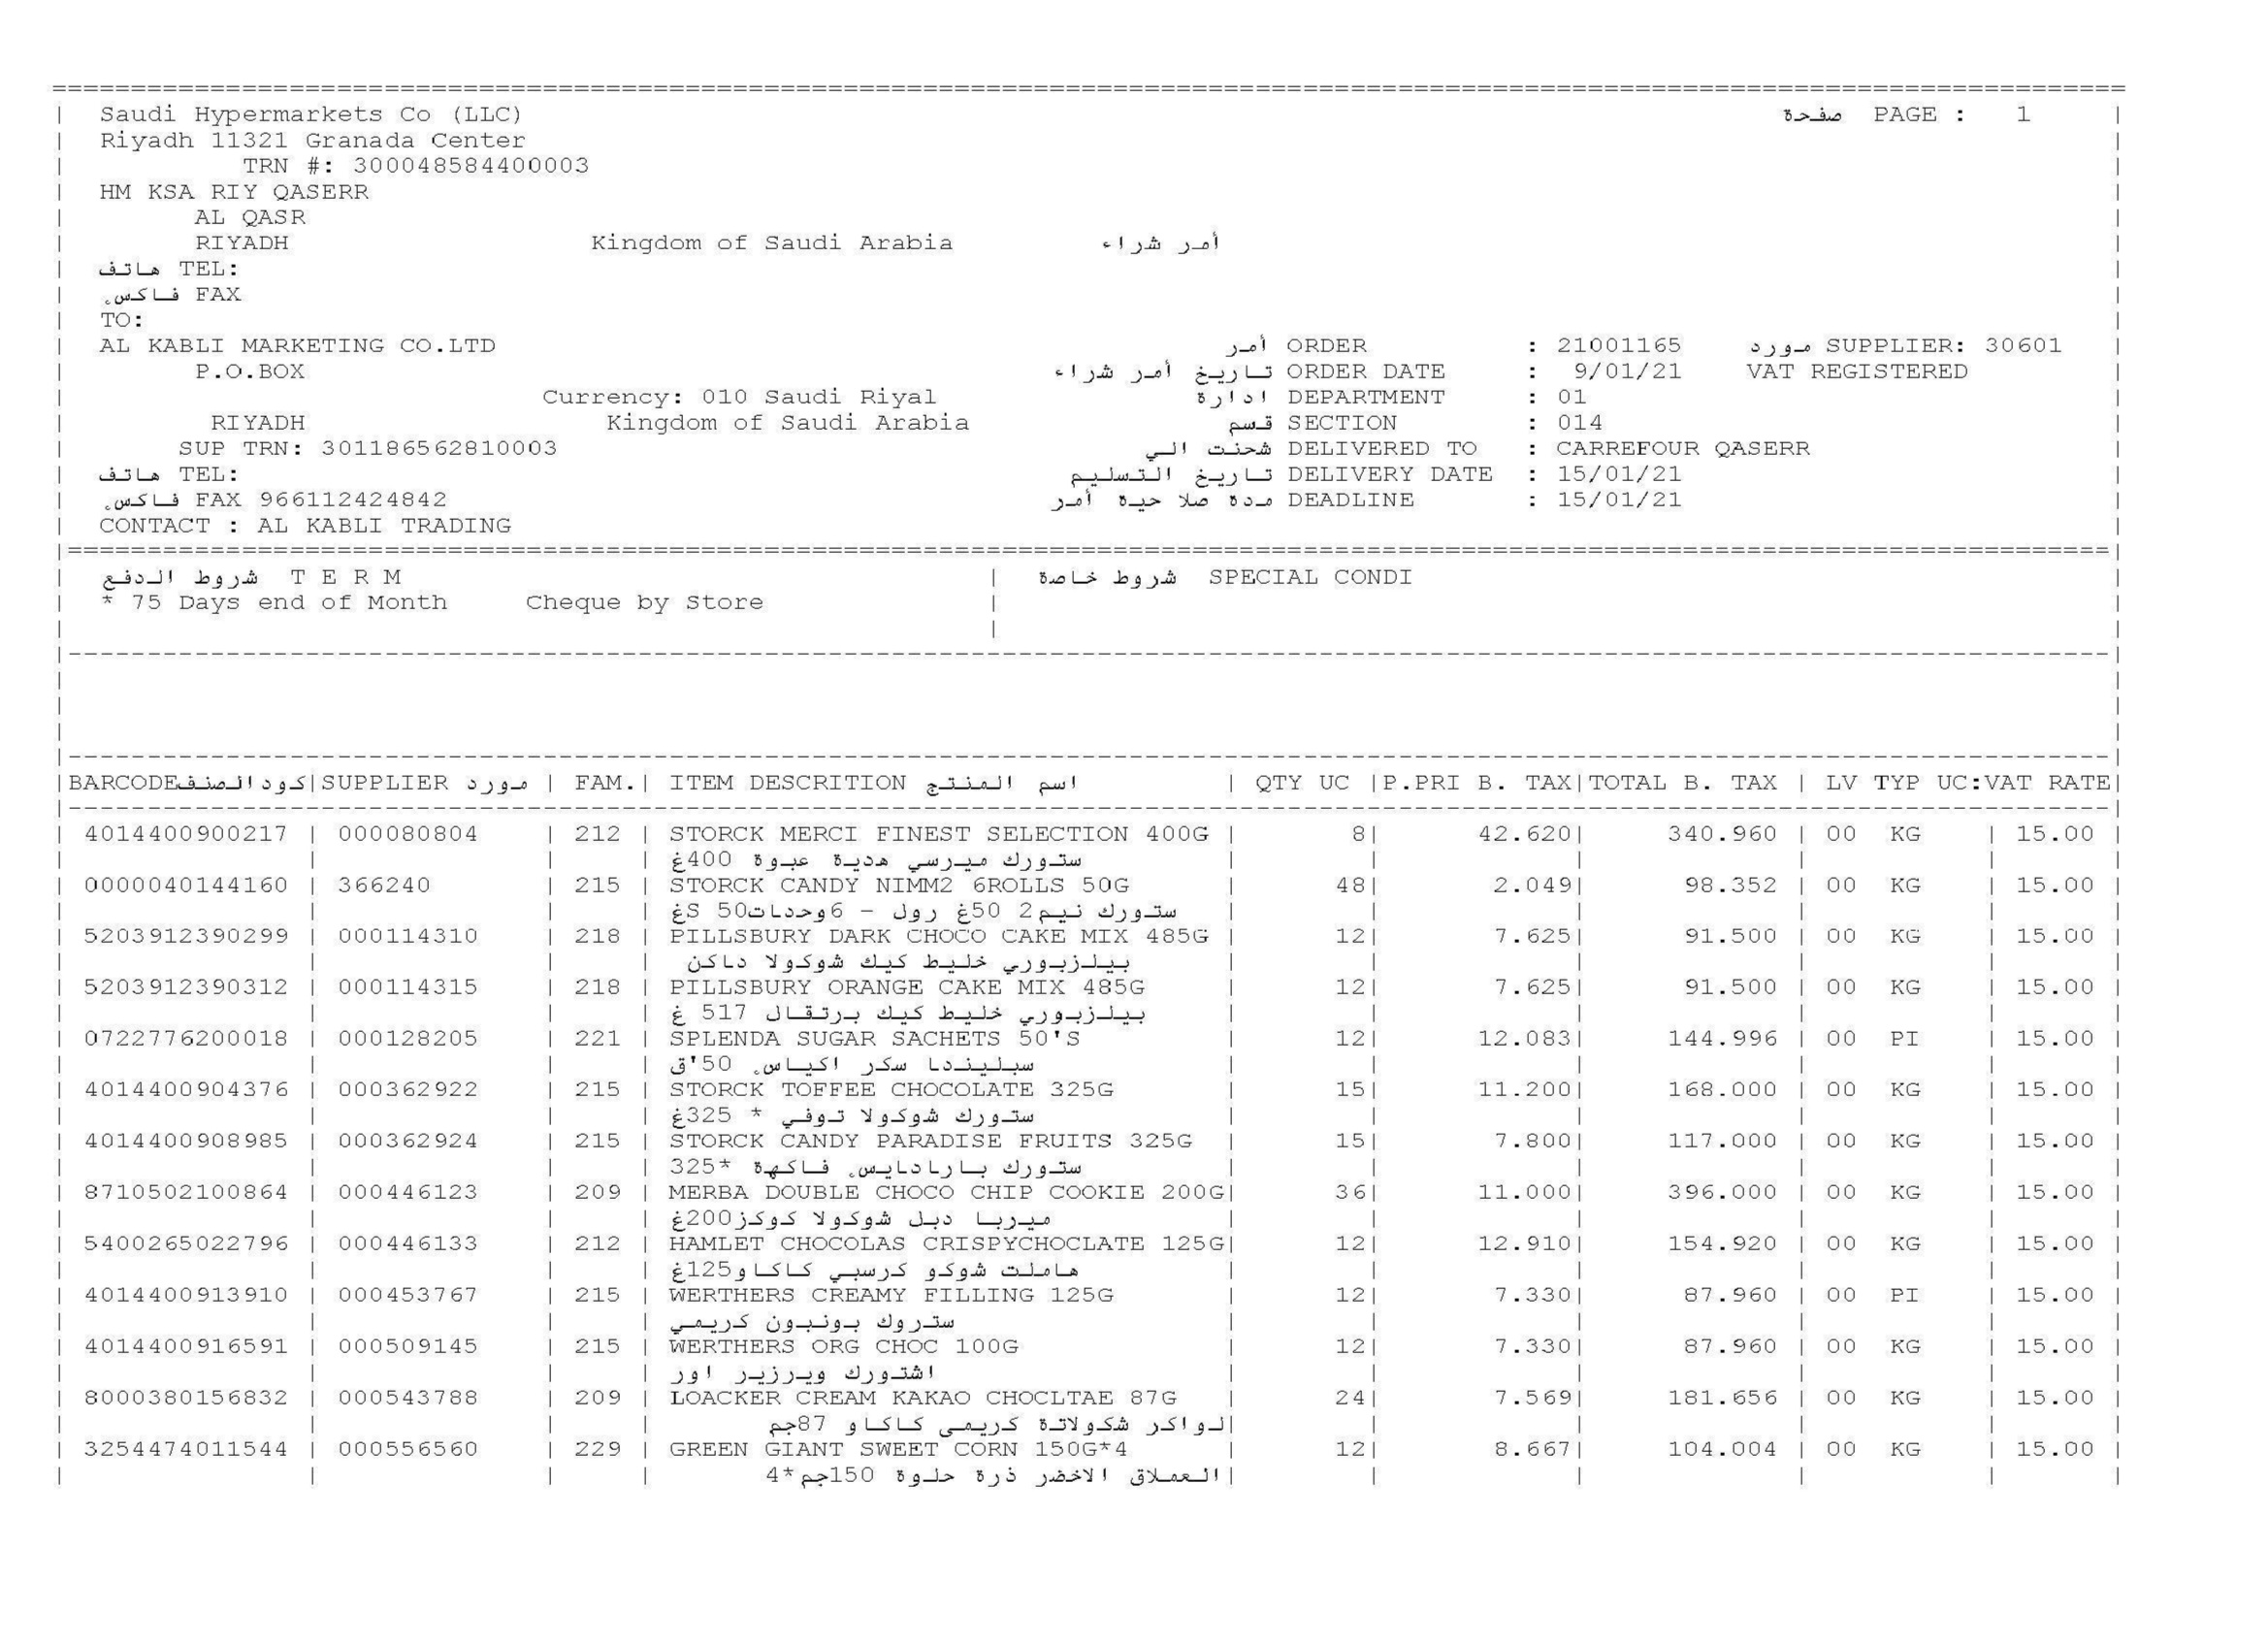 Saudi Hypermarkets Co (LLC) صفحة PAGE : 1
Riyadh 11321 Granada Center
TRN #: 300048584400003
HM KSA RIY QASERR
AL QASR
RIYADH Kingdom of Saudi Arabia أمر شراء
هاتف TEL:
فاكس FAX
TO:
AL KABLI MARKETING CO.LTD أمر ORDER : 21001165 مورد SUPPLIER: 30601
P.O.BOX تاريخ أمر شراء ORDER DATE : 9/01/21 VAT REGISTERED
Currency: 010 Saudi Riyal ادارة DEPARTMENT : 01
RIYADH Kingdom of Saudi Arabia قسم SECTION : 014
SUP TRN: 301186562810003 شحنت الي DELIVERED TO : CARREFOUR QASERR
هاتف TEL: تاريخ التسليم DELIVERY DATE : 15/01/21
فاكس FAX 966112424842 مدة صلا حية أمر DEADLINE : 15/01/21
CONTACT : AL KABLI TRADING
شروط الدفع T E R M | شروط خاصة SPECIAL CONDI
* 75 Days end of Month Cheque by Store
BARCODE كود الصنف | SUPPLIER مورد | FAM. | ITEM DESCRITION اسم المنتج | QTY UC | P.PRI B. TAX | TOTAL B. TAX | LV TYP UC:VAT RATE
4014400900217 | 000080804 | 212 | STORCK MERCI FINEST SELECTION 400G | 8 | 42.620 | 340.960 | 00 KG | 15.00
ستورك ميرسي هدية عبوة 400غ
0000040144160 | 366240 | 215 | STORCK CANDY NIMM2 6ROLLS 50G | 48 | 2.049 | 98.352 | 00 KG | 15.00
ستورك نيم2 50غ رول – 6وحدات50 Sغ
5203912390299 | 000114310 | 218 | PILLSBURY DARK CHOCO CAKE MIX 485G | 12 | 7.625 | 91.500 | 00 KG | 15.00
بيلزبوري خليط كيك شوكولا داكن
5203912390312 | 000114315 | 218 | PILLSBURY ORANGE CAKE MIX 485G | 12 | 7.625 | 91.500 | 00 KG | 15.00
بيلزبوري خليط كيك برتقال 517 غ
0722776200018 | 000128205 | 221 | SPLENDA SUGAR SACHETS 50'S | 12 | 12.083 | 144.996 | 00 PI | 15.00
سبليندا سكر اكياس 50'ق
4014400904376 | 000362922 | 215 | STORCK TOFFEE CHOCOLATE 325G | 15 | 11.200 | 168.000 | 00 KG | 15.00
ستورك شوكولا توفي * 325غ
4014400908985 | 000362924 | 215 | STORCK CANDY PARADISE FRUITS 325G | 15 | 7.800 | 117.000 | 00 KG | 15.00
ستورك بارادايس فاكهة *325
8710502100864 | 000446123 | 209 | MERBA DOUBLE CHOCO CHIP COOKIE 200G | 36 | 11.000 | 396.000 | 00 KG | 15.00
ميربا دبل شوكولا كوكز200غ
5400265022796 | 000446133 | 212 | HAMLET CHOCOLAS CRISPYCHOCLATE 125G | 12 | 12.910 | 154.920 | 00 KG | 15.00
هاملت شوكو كرسبي كاكاو125غ
4014400913910 | 000453767 | 215 | WERTHERS CREAMY FILLING 125G | 12 | 7.330 | 87.960 | 00 PI | 15.00
ستروك بونبون كريمي
4014400916591 | 000509145 | 215 | WERTHERS ORG CHOC 100G | 12 | 7.330 | 87.960 | 00 KG | 15.00
اشتورك ويرزير اور
8000380156832 | 000543788 | 209 | LOACKER CREAM KAKAO CHOCLTAE 87G | 24 | 7.569 | 181.656 | 00 KG | 15.00
لواكر شكولاتة كريمى كاكاو 87جم
3254474011544 | 000556560 | 229 | GREEN GIANT SWEET CORN 150G*4 | 12 | 8.667 | 104.004 | 00 KG | 15.00
العملاق الاخضر ذرة حلوة 150جم*4